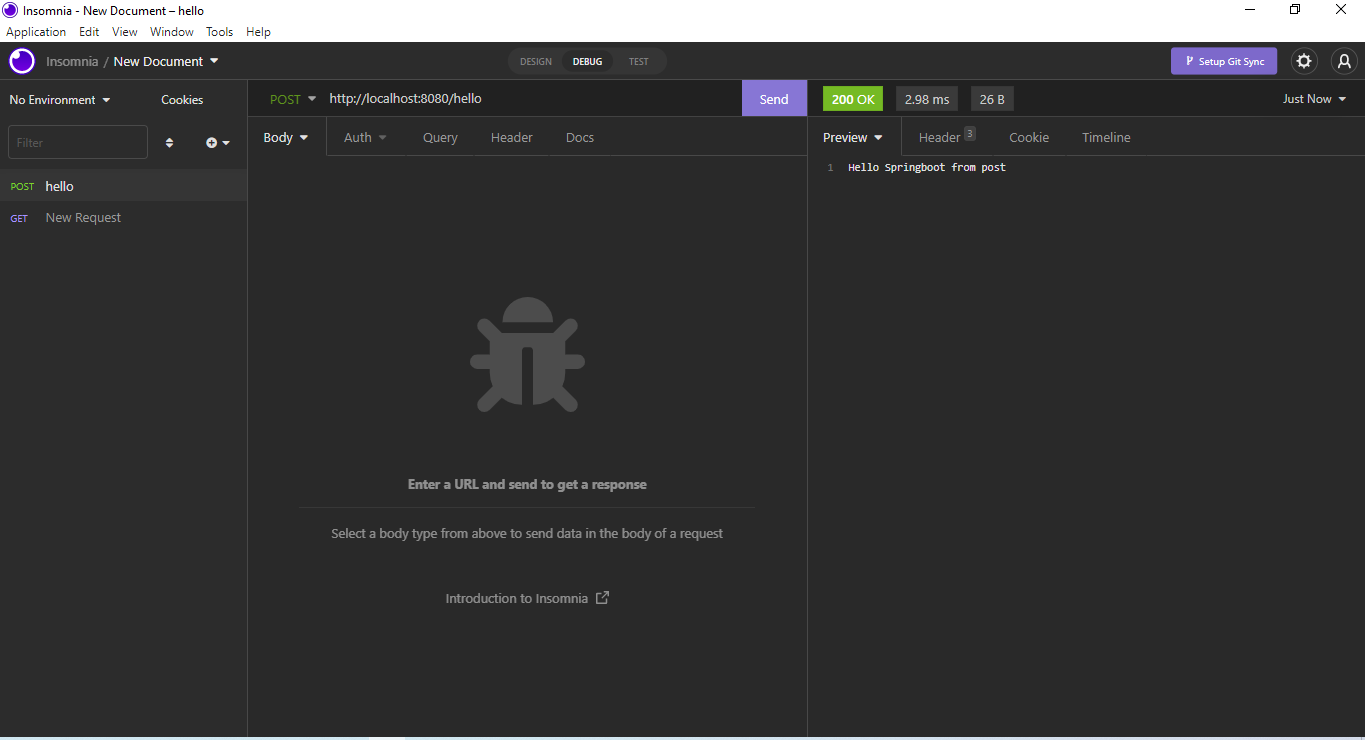 Insomnia - New Document – hello
Application Edit View Window Tools Help
Insomnia / New Document
DESIGN DEBUG TEST
Setup Git Sync
No Environment Cookies
POST http://localhost:8080/hello Send
200 OK 2.98 ms 26 B Just Now
Filter
Body Auth Query Header Docs
Preview Header 3 Cookie Timeline
POST hello
GET New Request
1 Hello Springboot from post
Enter a URL and send to get a response
Select a body type from above to send data in the body of a request
Introduction to Insomnia